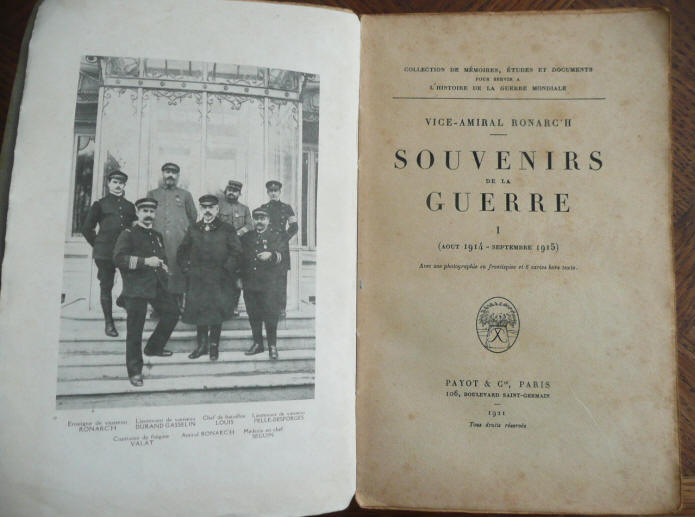 Enseigne de vaisseau Lieutenant de vaisseau Chef de bataillon Lieutenant de vaisseau
RONARC'H DURAND GASSELIN LOUIS PELLE-DESFORGES
Capitaine de frégate Amiral RONARC'H Médecin en chef
VALAT SEGUIN
COLLECTION DE MÉMOIRES, ÉTUDES ET DOCUMENTS
POUR SERVIR A
L'HISTOIRE DE LA GUERRE MONDIALE
VICE-AMIRAL RONARC'H
SOUVENIRS
DE LA
GUERRE
I
(AOUT 1914 - SEPTEMBRE 1915)
Avec une photographie en frontispice et 6 cartes hors texte.
PAYOT & Cie, PARIS
106, BOULEVARD SAINT-GERMAIN
1921
Tous droits réservés